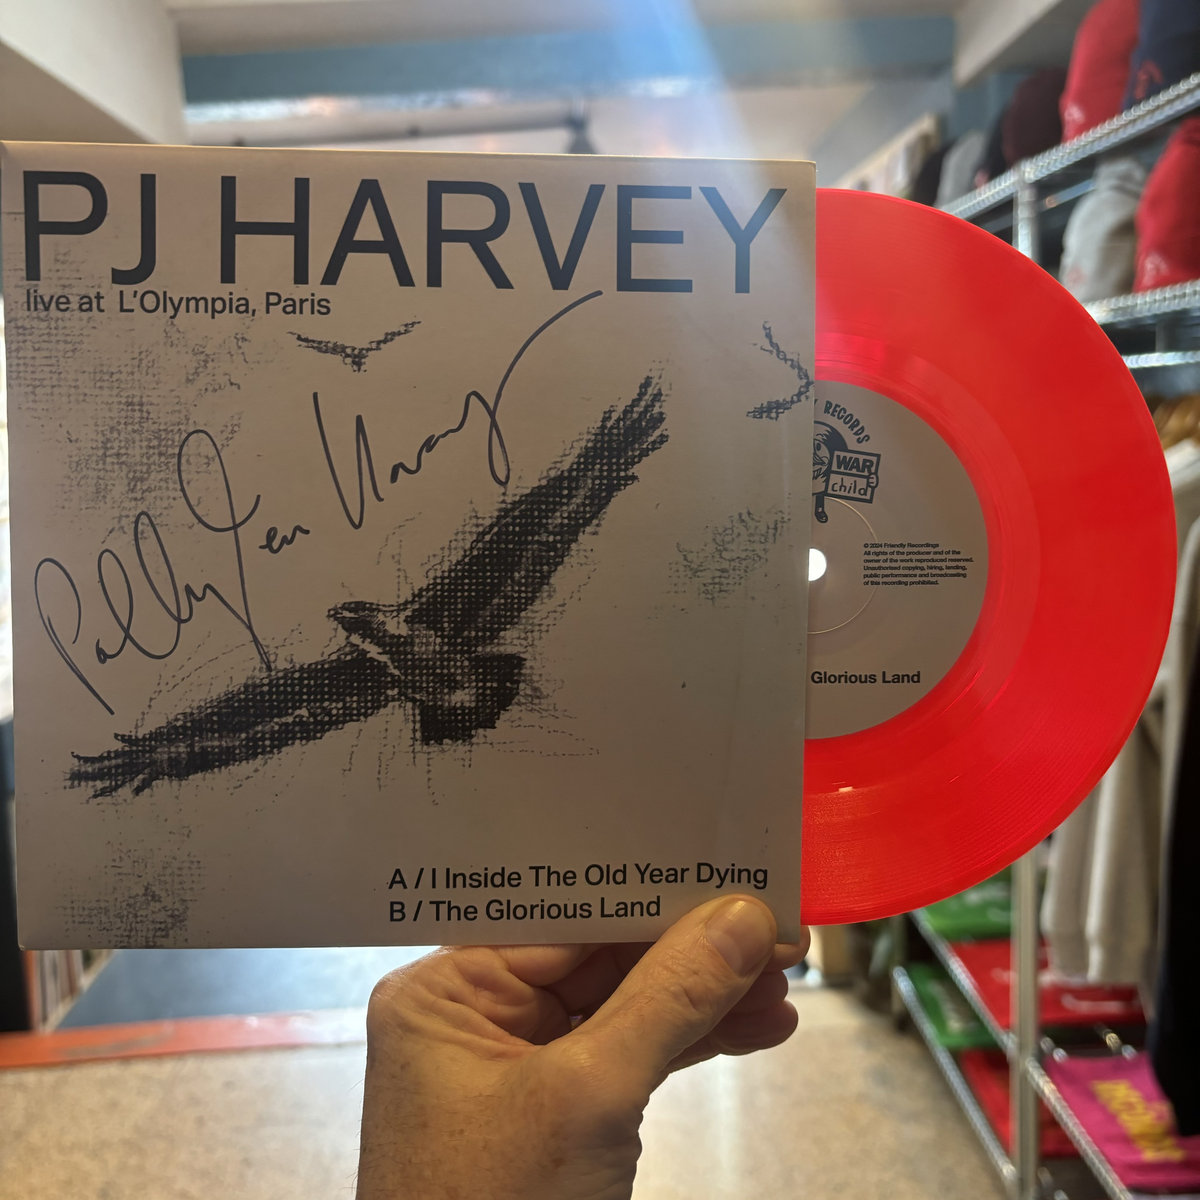 PJ HARVEY
live at L'Olympia, Paris
Polly Jean Harvey
A / I Inside The Old Year Dying
B / The Glorious Land
RECORDS
WAR
child
© 2024 Friendly Recordings
All rights of the producer and of the
owner of the work reproduced reserved.
Unauthorised copying, hiring, lending,
public performance and broadcasting
of this recording prohibited.
Glorious Land